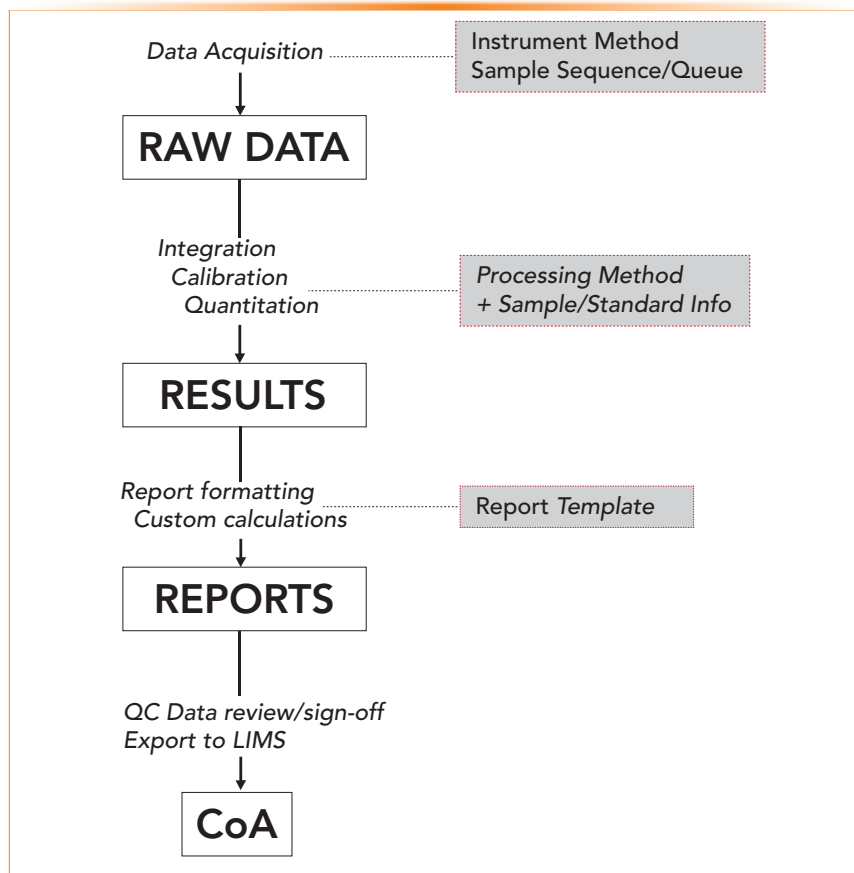 Data Acquisition
Instrument Method
Sample Sequence/Queue
RAW DATA
Integration
Calibration
Quantitation
Processing Method
+ Sample/Standard Info
RESULTS
Report formatting
Custom calculations
Report Template
REPORTS
QC Data review/sign-off
Export to LIMS
CoA